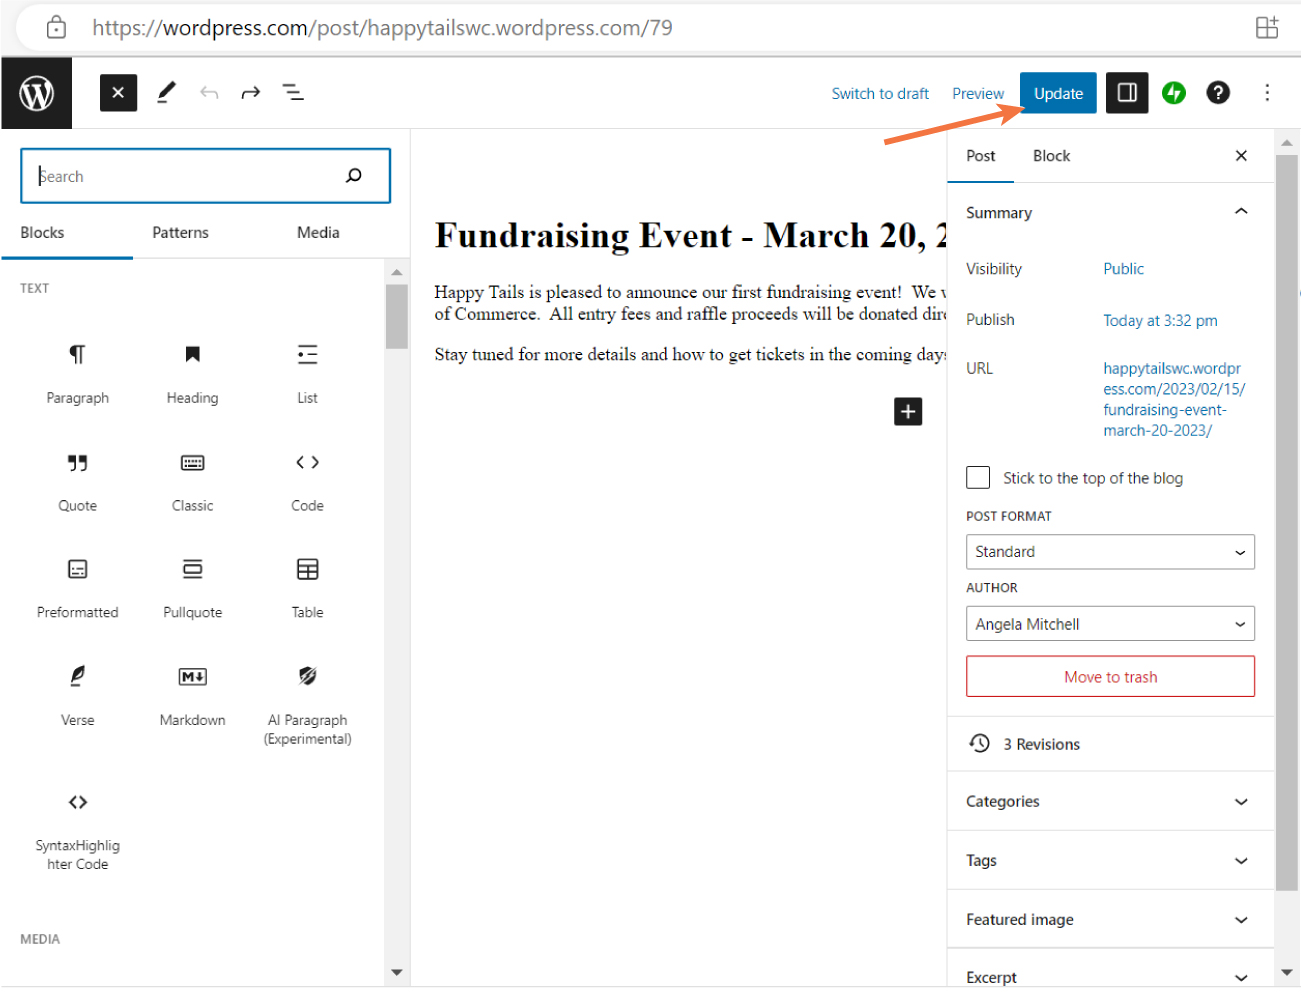 https://wordpress.com/post/happytailswc.wordpress.com/79
Switch to draft
Preview
Update
Search
Blocks
Patterns
Media
TEXT
Paragraph
Heading
List
Quote
Classic
Code
Preformatted
Pullquote
Table
Verse
Markdown
AI Paragraph
(Experimental)
SyntaxHighlig
hter Code
MEDIA
Fundraising Event - March 20, 2
Happy Tails is pleased to announce our first fundraising event!  We
of Commerce.  All entry fees and raffle proceeds will be donated dire
Stay tuned for more details and how to get tickets in the coming days
Post
Block
Summary
Visibility
Public
Publish
Today at 3:32 pm
URL
happytailswc.wordpr
ess.com/2023/02/15/
fundraising-event-
march-20-2023/
Stick to the top of the blog
POST FORMAT
Standard
AUTHOR
Angela Mitchell
Move to trash
3 Revisions
Categories
Tags
Featured image
Excerpt